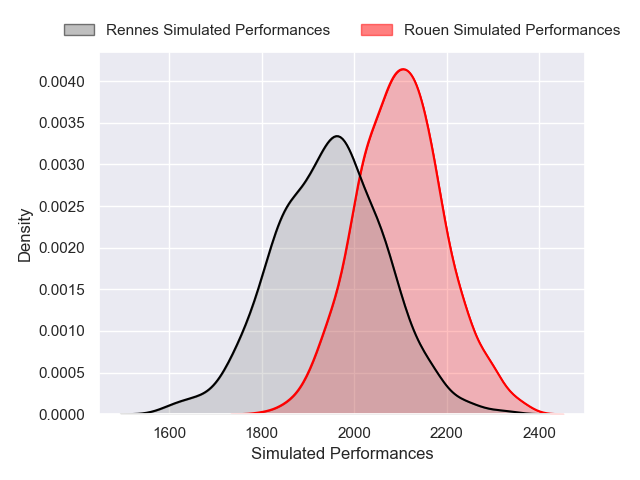 Rennes Simulated Performances Rouen Simulated Performances
0.0040
0.0035
0.0030
0.0025
0.0020
0.0015
0.0010
0.0005
0.0000
Density
1600 1800 2000 2200 2400
Simulated Performances